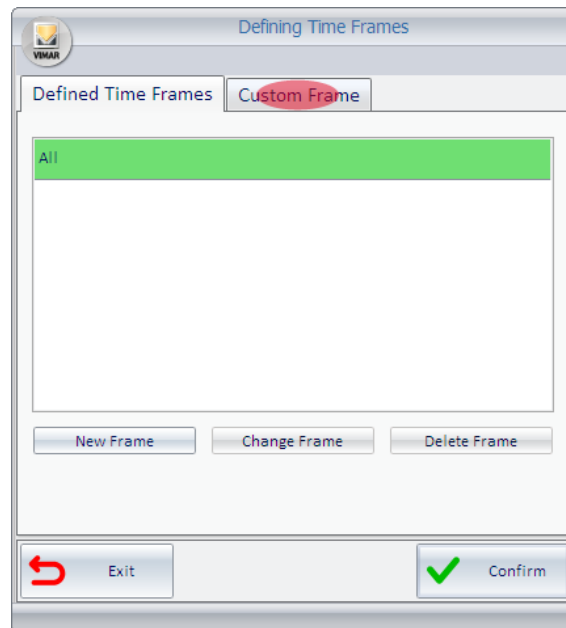 Defining Time Frames
VIMAR
Defined Time Frames Custom Frame
All
New Frame Change Frame Delete Frame
Exit Confirm